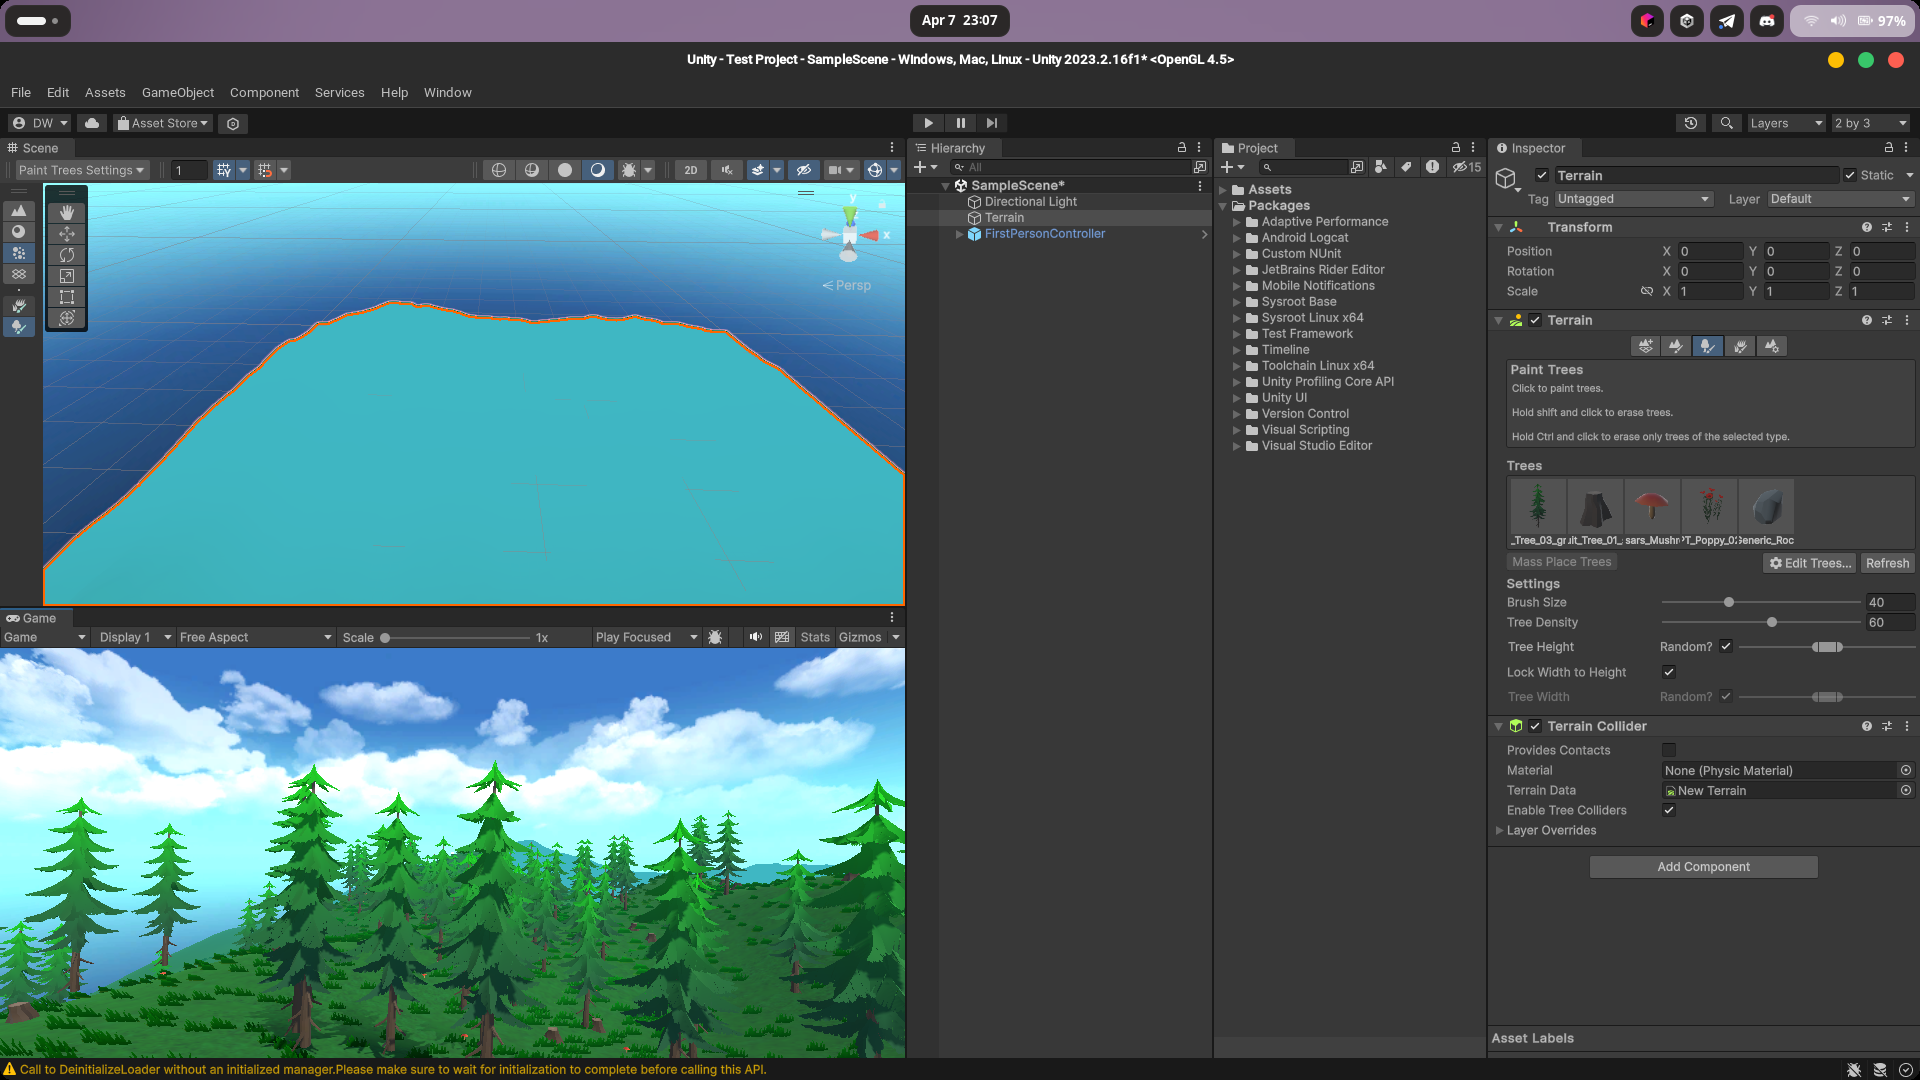 Apr 7 23:07
97%
Unity - Test Project - SampleScene - Windows, Mac, Linux - Unity 2023.2.16f1* <OpenGL 4.5>
File Edit Assets GameObject Component Services Help Window
DW Asset Store Layers 2 by 3
Scene
Paint Trees Settings 1 2D
y
x
Persp
Game
Game Display 1 Free Aspect Scale 1x Play Focused Stats Gizmos
Hierarchy
All
SampleScene*
Directional Light
Terrain
FirstPersonController
Project
15
Assets
Packages
Adaptive Performance
Android Logcat
Custom NUnit
JetBrains Rider Editor
Mobile Notifications
Sysroot Base
Sysroot Linux x64
Test Framework
Timeline
Toolchain Linux x64
Unity Profiling Core API
Unity UI
Version Control
Visual Scripting
Visual Studio Editor
Inspector
Terrain Static
Tag Untagged Layer Default
Transform
Position X 0 Y 0 Z 0
Rotation X 0 Y 0 Z 0
Scale X 1 Y 1 Z 1
Terrain
Paint Trees
Click to paint trees.
Hold shift and click to erase trees.
Hold Ctrl and click to erase only trees of the selected type.
Trees
_Tree_03_gr uit_Tree_01_ sars_Mushr PT_Poppy_02 Generic_Roc
Mass Place Trees Edit Trees... Refresh
Settings
Brush Size 40
Tree Density 60
Tree Height Random?
Lock Width to Height
Tree Width Random?
Terrain Collider
Provides Contacts
Material None (Physic Material)
Terrain Data New Terrain
Enable Tree Colliders
Layer Overrides
Add Component
Asset Labels
Call to DeinitializeLoader without an initialized manager.Please make sure to wait for initialization to complete before calling this API.